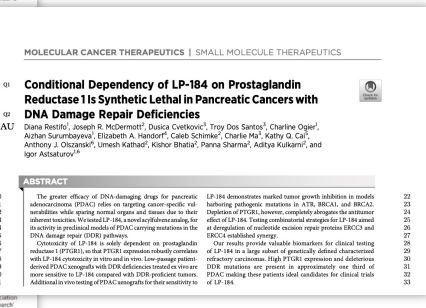 MOLECULAR CANCER THERAPEUTICS | SMALL MOLECULE THERAPEUTICS
Q1
Conditional Dependency of LP-184 on Prostaglandin
Reductase 1 Is Synthetic Lethal in Pancreatic Cancers with
Q2
DNA Damage Repair Deficiencies
AU
Diana Restifo¹, Joseph R. McDermott², Dusica Cvetkovic³, Troy Dos Santos³, Charline Ogier¹,
Aizhan Surumbayeva¹, Elizabeth A. Handorf⁴, Caleb Schimke², Charlie Ma³, Kathy Q. Cai⁵,
Anthony J. Olszanski⁶, Umesh Kathad², Kishor Bhatia², Panna Sharma², Aditya Kulkarni², and
Igor Astsaturov¹,⁶
ABSTRACT
The greater efficacy of DNA-damaging drugs for pancreatic
adenocarcinoma (PDAC) relies on targeting cancer-specific vul-
nerabilities while sparing normal organs and tissues due to their
inherent toxicities. We tested LP-184, a novel acylfulvene analog, for
its activity in preclinical models of PDAC carrying mutations in the
DNA damage repair (DDR) pathways.
Cytotoxicity of LP-184 is solely dependent on prostaglandin
reductase 1 (PTGR1), so that PTGR1 expression robustly correlates
with LP-184 cytotoxicity in vitro and in vivo. Low-passage patient-
derived PDAC xenografts with DDR deficiencies treated ex vivo are
more sensitive to LP-184 compared with DDR-proficient tumors.
Additional in vivo testing of PDAC xenografts for their sensitivity to
LP-184 demonstrates marked tumor growth inhibition in models
harboring pathogenic mutations in ATR, BRCA1, and BRCA2.
Depletion of PTGR1, however, completely abrogates the antitumor
effect of LP-184. Testing combinatorial strategies for LP-184 aimed
at deregulation of nucleotide excision repair proteins ERCC3 and
ERCC4 established synergy.
Our results provide valuable biomarkers for clinical testing
of LP-184 in a large subset of genetically defined characterized
refractory carcinomas. High PTGR1 expression and deleterious
DDR mutations are present in approximately one third of
PDAC making these patients ideal candidates for clinical trials
of LP-184.
22
23
24
25
26
27
28
29
30
31
32
33